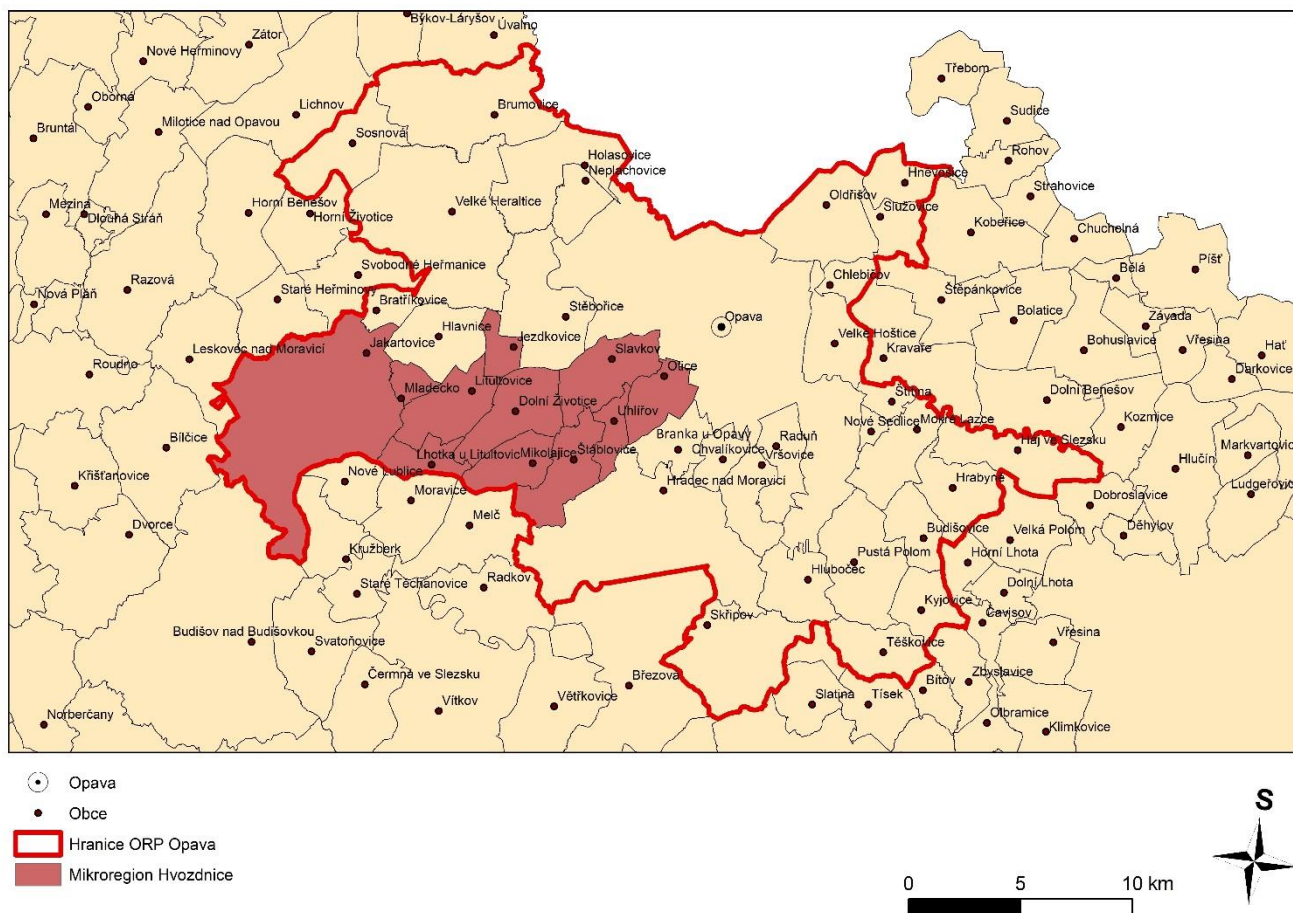 Býkov-Láryšov
Úvalno
Zátor
Nové Heřminovy
Třebom
Oborná
Lichnov
Brumovice
Sudice
Bruntál
Milotice nad Opavou
Sosnová
Rohov
Holasovice
Neplachovice
Hnevošice
Strahovice
Mezina
Dlouhá Stráň
Horní Benešov
Horní Životice
Velké Heraltice
Oldřišov
Služovice
Kobeřice
Chuchelná
Svobodné Heřmanice
Bělá
Píšť
Razová
Chlebičov
Nová Pláň
Staré Heřminovy
Bratříkovice
Štěpánkovice
Stěbořice
Opava
Bolatice
Závada
Hlavnice
Jezdkovice
Velké Hoštice
Leskovec nad Moravicí
Jakartovice
Slavkov
Kravaře
Bohuslavice
Vřesina
Hať
Roudno
Otice
Darkovice
Mladecko
Litultovice
Štítina
Dolní Benešov
Dolní Životice
Uhlířov
Kozmice
Nové Sedlice
Mokré Lazce
Bílčice
Branka u Opavy
Raduň
Háj ve Slezsku
Chvalíkovice
Markvartovice
Lhotka u Litultovic
Mikolajice
Štáblovice
Vršovice
Hlučín
Křišťanovice
Nové Lublice
Hradec nad Moravicí
Hrabyně
Moravice
Ludgeřovice
Dobroslavice
Dvorce
Melč
Budišovice
Velká Polom
Děhylov
Kružberk
Pustá Polom
Horní Lhota
Hlubočec
Staré Těchanovice
Radkov
Dolní Lhota
Kyjovice
Skřipov
Čavisov
Budišov nad Budišovkou
Svatoňovice
Těškovice
Vřesina
Čermná ve Slezsku
Březová
Bítov
Zbyslavice
Větřkovice
Slatina
Tísek
Vítkov
Norberčany
Olbramice
Klimkovice
Opava
Obce
Hranice ORP Opava
Mikroregion Hvozdnice
S
0 5 10 km